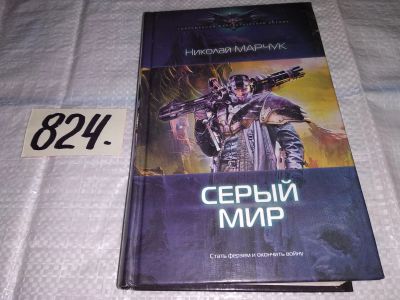 Николай МАРЧУК
824.
СЕРЫЙ
МИР
Стать ферзем и окончить войну